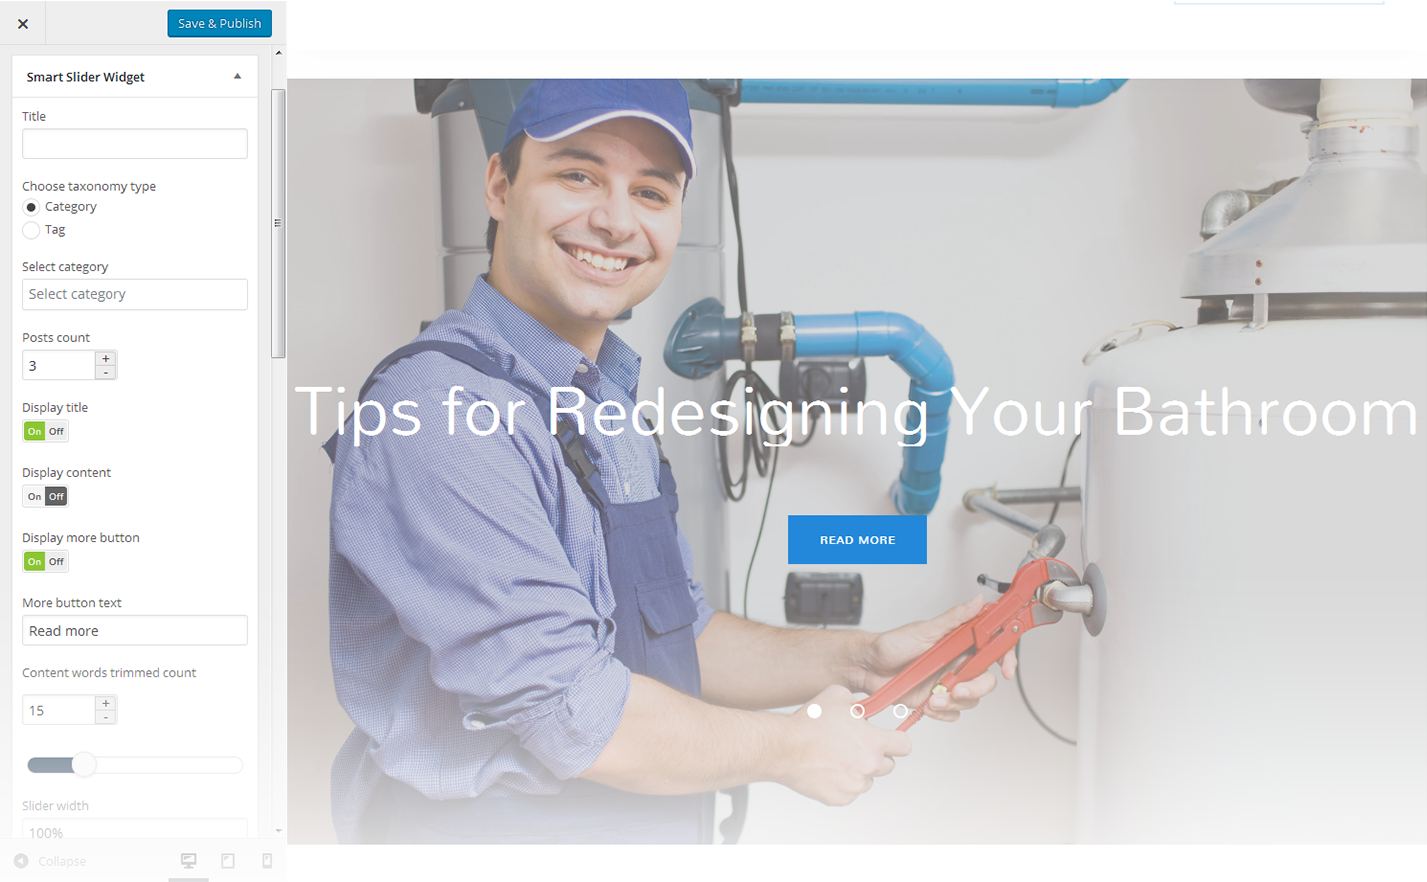 Save & Publish
Smart Slider Widget
Title
Choose taxonomy type
Category
Tag
Select category
Select category
Posts count
3
+
-
Display title
On Off
Display content
On Off
Display more button
On Off
More button text
Read more
Content words trimmed count
15
+
-
Slider width
100%
Collapse
Tips for Redesigning Your Bathroom
READ MORE